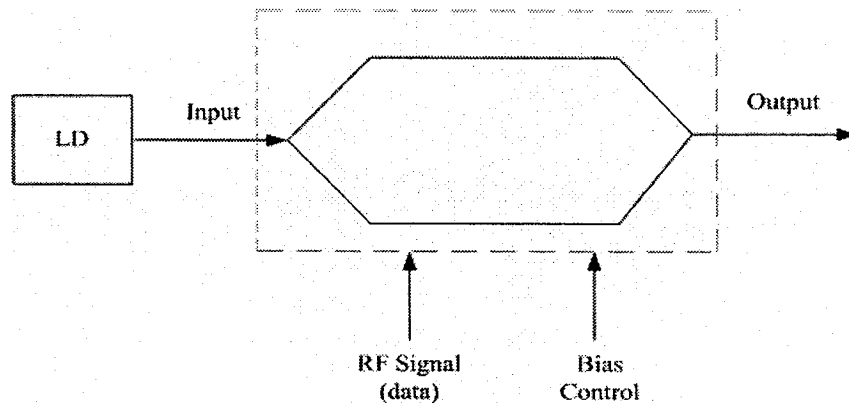 LD
Input
Output
RF Signal
(data)
Bias
Control